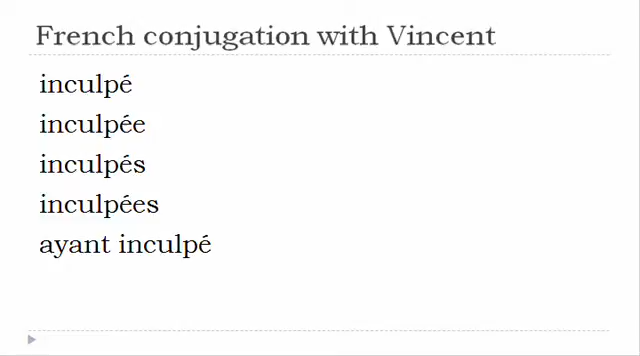 French conjugation with Vincent
inculpé
inculpée
inculpés
inculpées
ayant inculpé